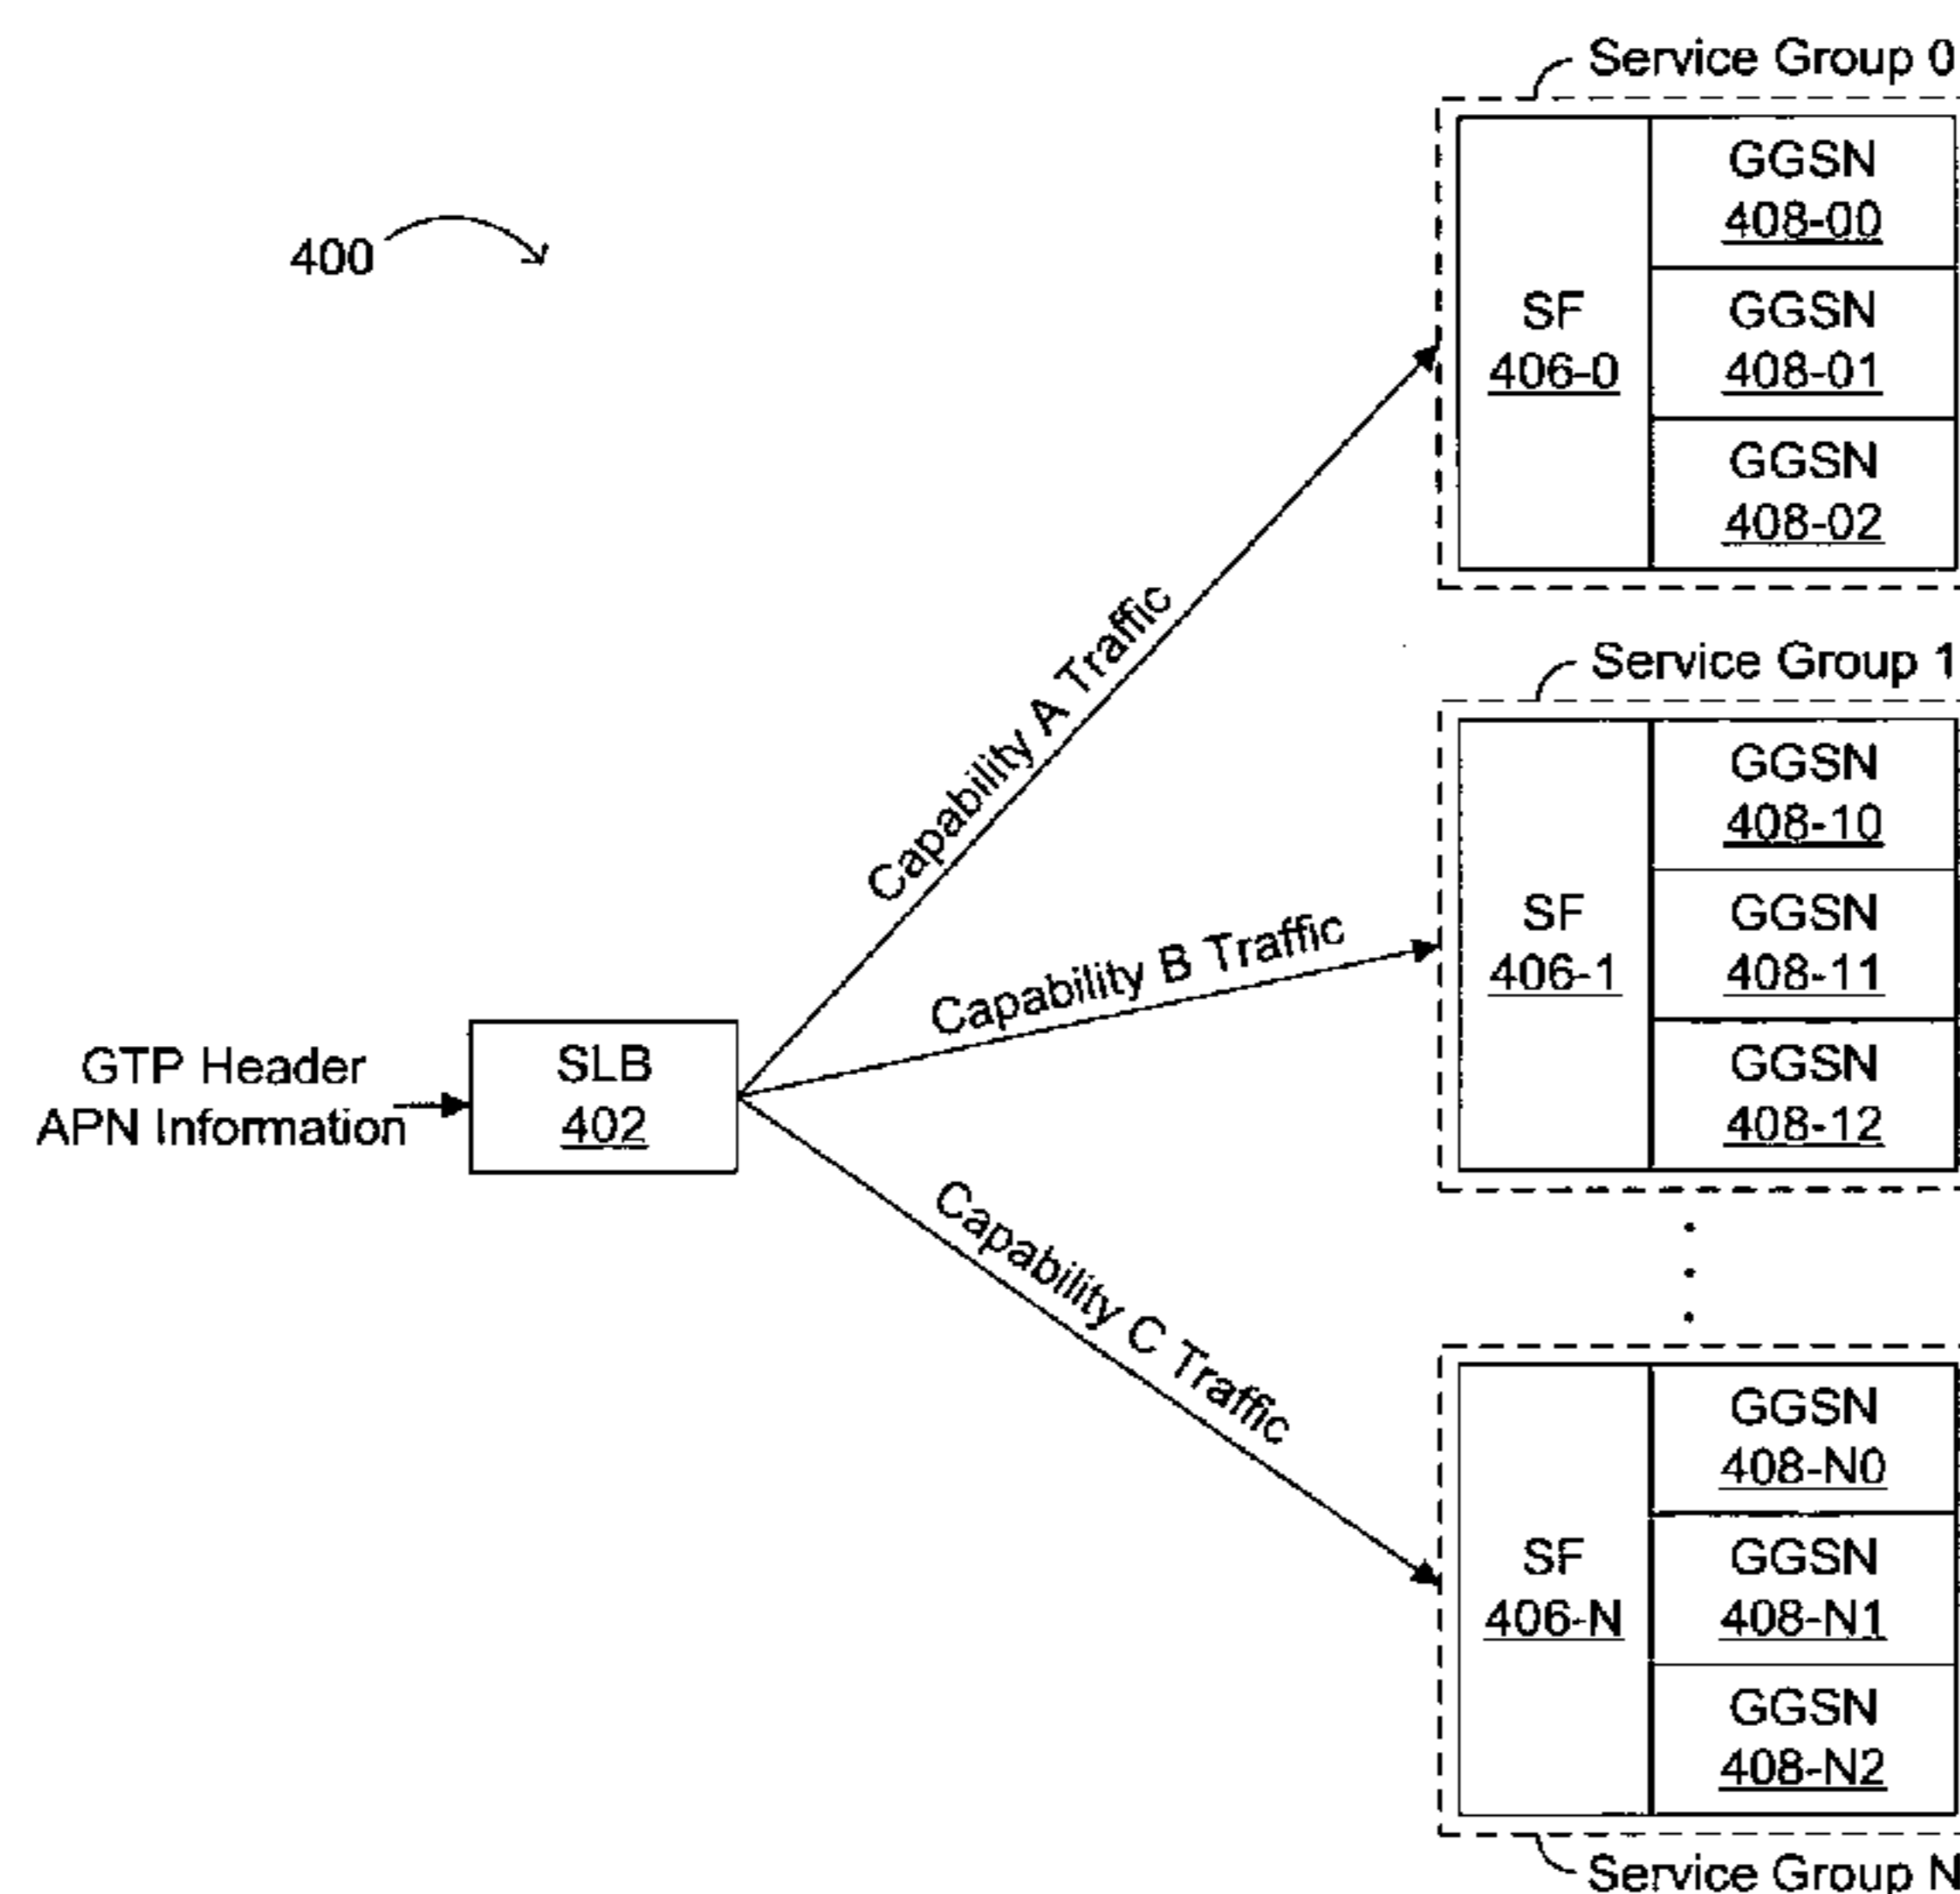 Service Group 0
GGSN
408-00
400
SF
406-0
GGSN
408-01
GGSN
408-02
Capability A Traffic
Service Group 1
GGSN
408-10
SF
406-1
GGSN
408-11
GGSN
408-12
Capability B Traffic
GTP Header
APN Information
SLB
402
Capability C Traffic
GGSN
408-N0
SF
406-N
GGSN
408-N1
GGSN
408-N2
Service Group N